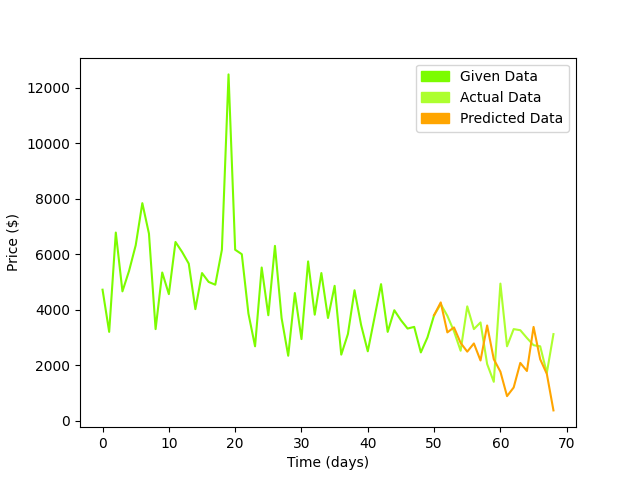 Given Data
Actual Data
Predicted Data
12000
10000
8000
6000
4000
2000
0
Price ($)
0 10 20 30 40 50 60 70
Time (days)